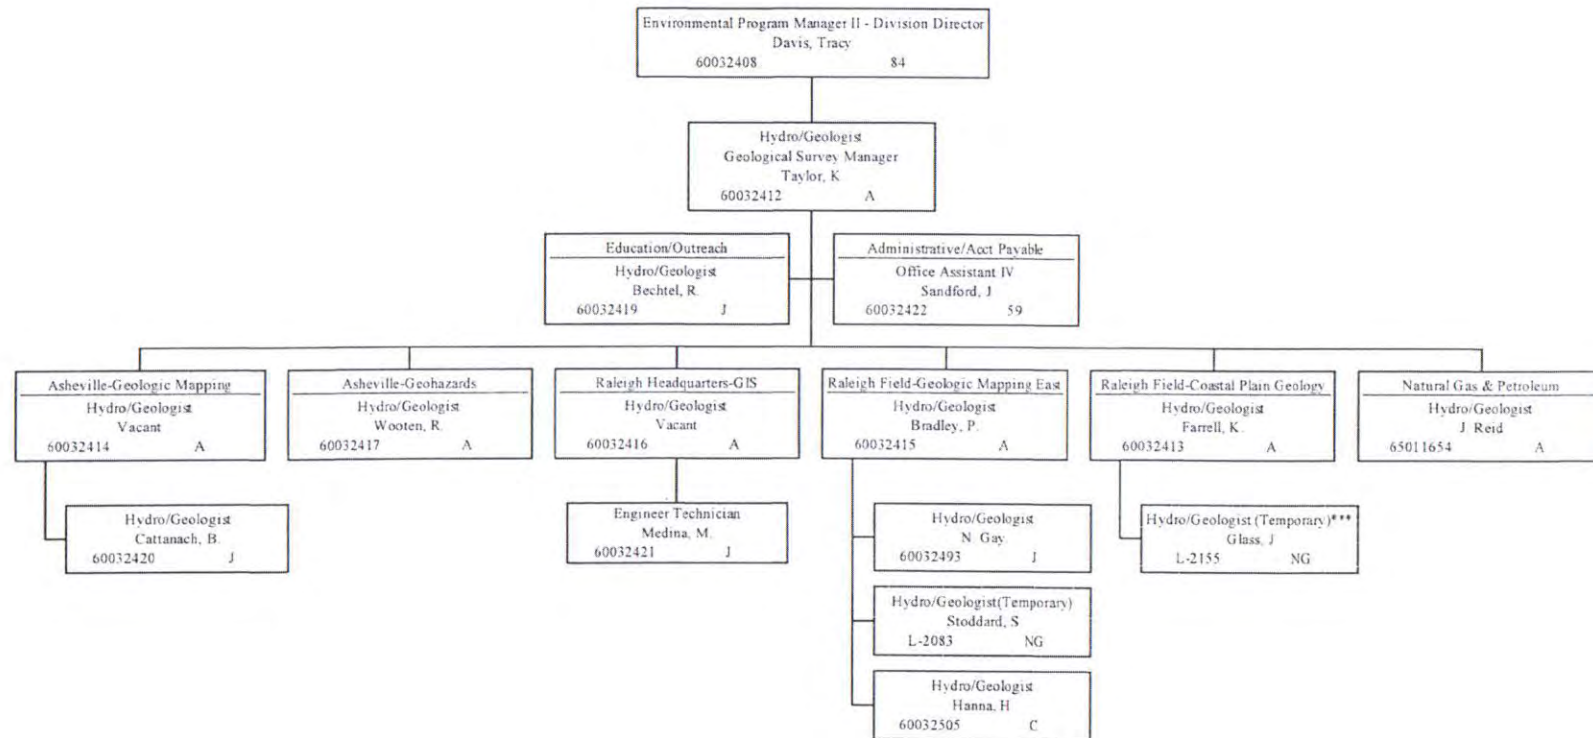 Environmental Program Manager II - Division Director
Davis, Tracy
60032408 84
Hydro/Geologist
Geological Survey Manager
Taylor, K
60032412 A
Education/Outreach
Hydro/Geologist
Bechtel, R.
60032419 J
Administrative/Acct Payable
Office Assistant IV
Sandford, J
60032422 59
Asheville-Geologic Mapping
Hydro/Geologist
Vacant
60032414 A
Asheville-Geohazards
Hydro/Geologist
Wooten, R.
60032417 A
Raleigh Headquarters-GIS
Hydro/Geologist
Vacant
60032416 A
Raleigh Field-Geologic Mapping East
Hydro/Geologist
Bradley, P.
60032415 A
Raleigh Field-Coastal Plain Geology
Hydro/Geologist
Farrell, K.
60032413 A
Natural Gas & Petroleum
Hydro/Geologist
J. Reid
65011654 A
Hydro/Geologist
Cattanach, B.
60032420 J
Engineer Technician
Medina, M.
60032421 J
Hydro/Geologist
N. Gay
60032493 J
Hydro/Geologist(Temporary)
Stoddard, S
L-2083 NG
Hydro/Geologist
Hanna, H
60032505 C
Hydro/Geologist (Temporary)***
Glass, J
L-2155 NG